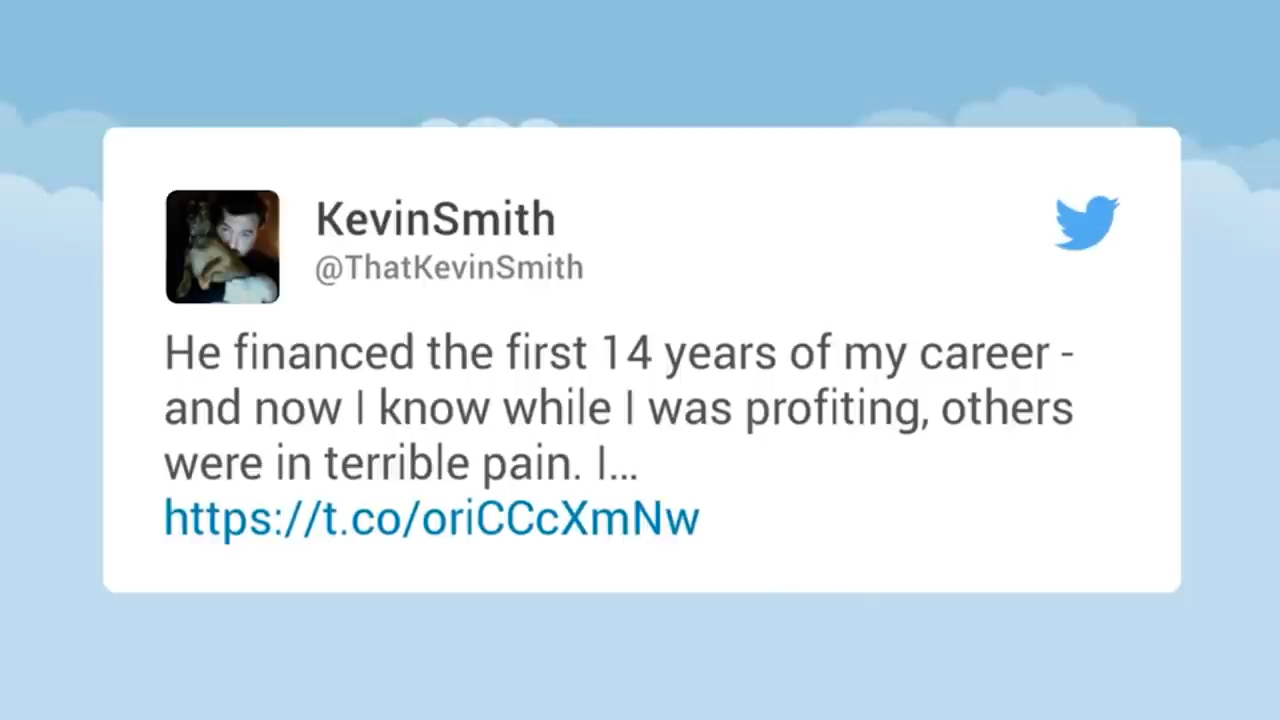 KevinSmith
@ThatKevinSmith
He financed the first 14 years of my career -
and now I know while I was profiting, others
were in terrible pain. I...
https://t.co/oriCCcXmNw